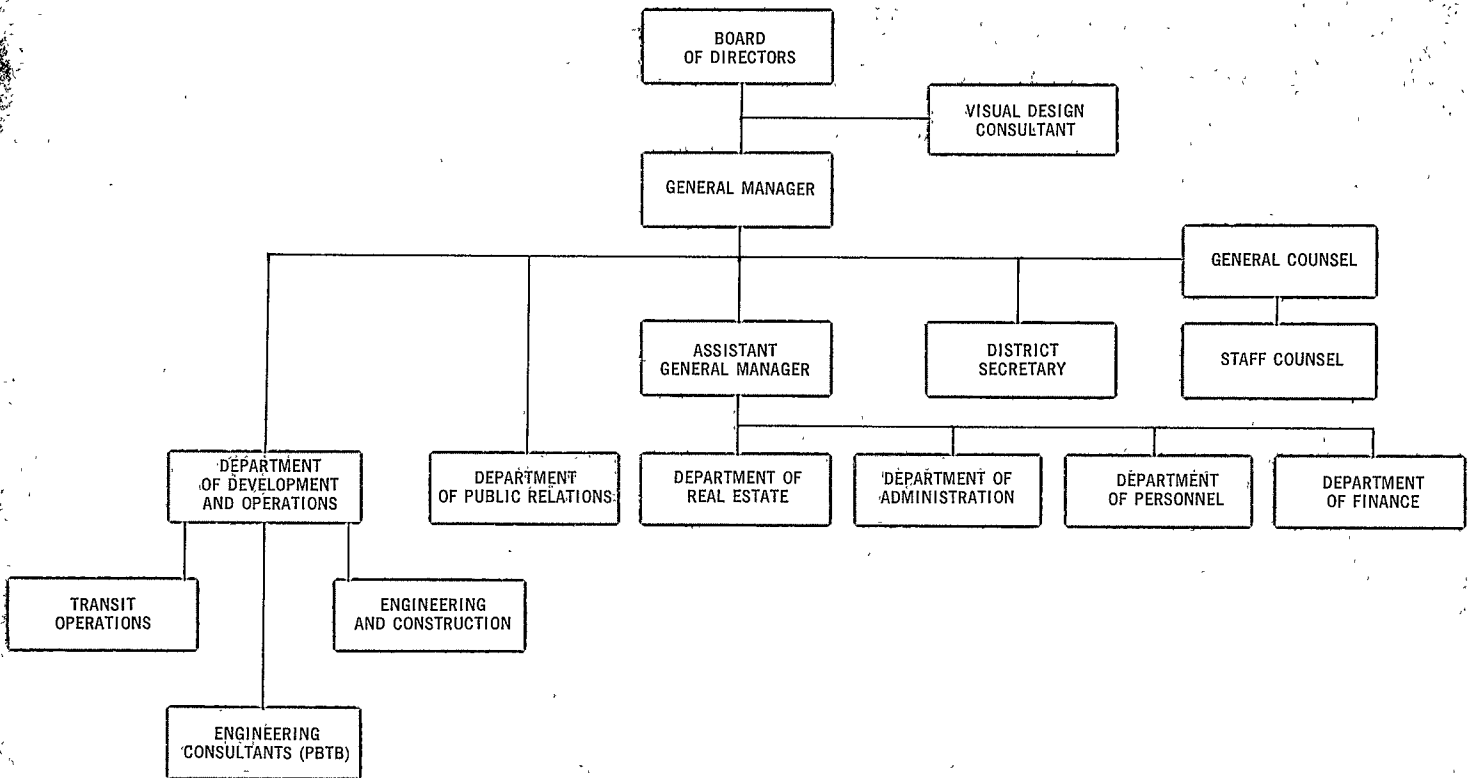 BOARD
OF DIRECTORS
VISUAL DESIGN
CONSULTANT
GENERAL MANAGER
GENERAL COUNSEL
ASSISTANT
GENERAL MANAGER
DISTRICT
SECRETARY
STAFF COUNSEL
DEPARTMENT
OF DEVELOPMENT
AND OPERATIONS
DEPARTMENT
OF PUBLIC RELATIONS
DEPARTMENT OF
REAL ESTATE
DEPARTMENT OF
ADMINISTRATION
DEPARTMENT
OF PERSONNEL
DEPARTMENT
OF FINANCE
TRANSIT
OPERATIONS
ENGINEERING
AND CONSTRUCTION
ENGINEERING
CONSULTANTS (PBTB)